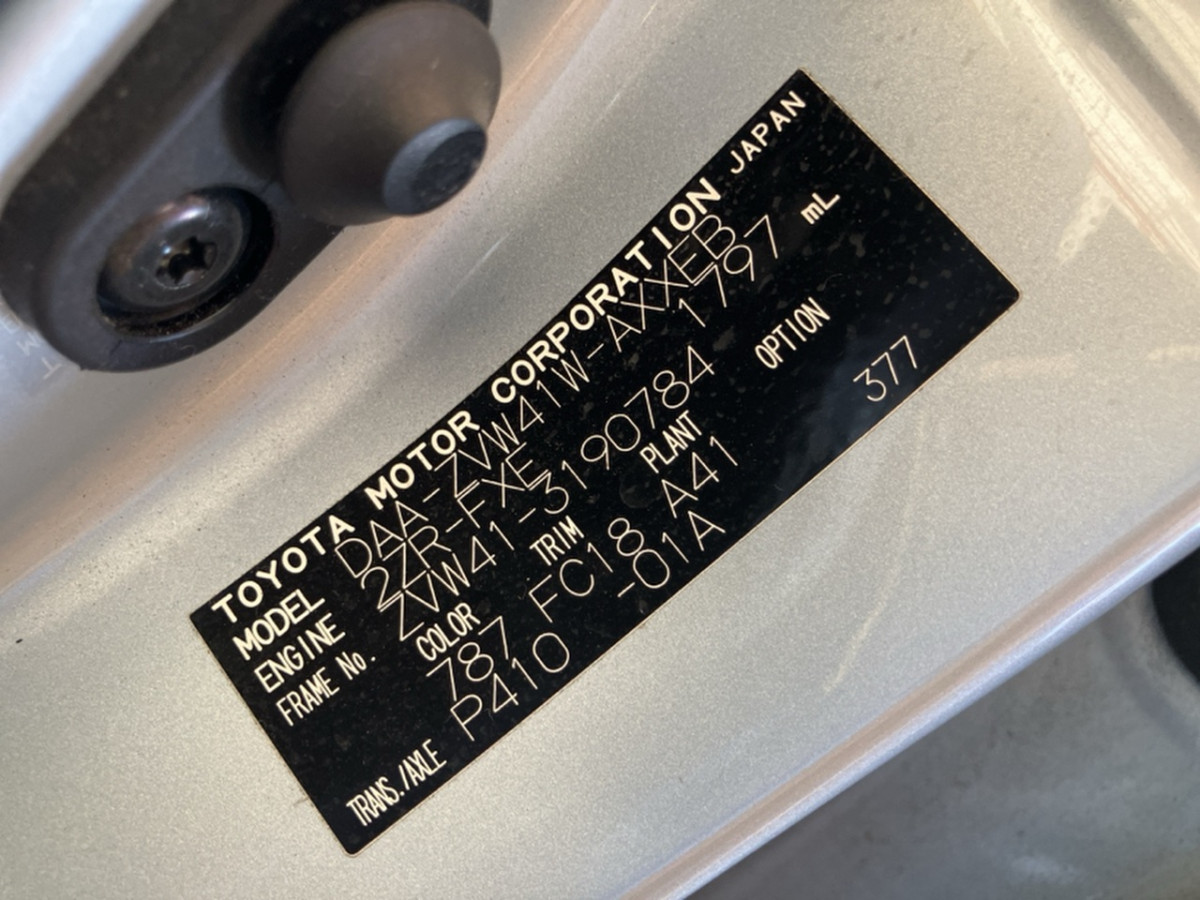 TOYOTA MOTOR CORPORATION JAPAN
MODEL DAA-ZVW41W-AXXEB
ENGINE 2ZR-FXE 1797 mL
FRAME No. ZVW41-3190784
COLOR TRIM PLANT OPTION
787 FC18 A41 377
TRANS./AXLE P410 -01A